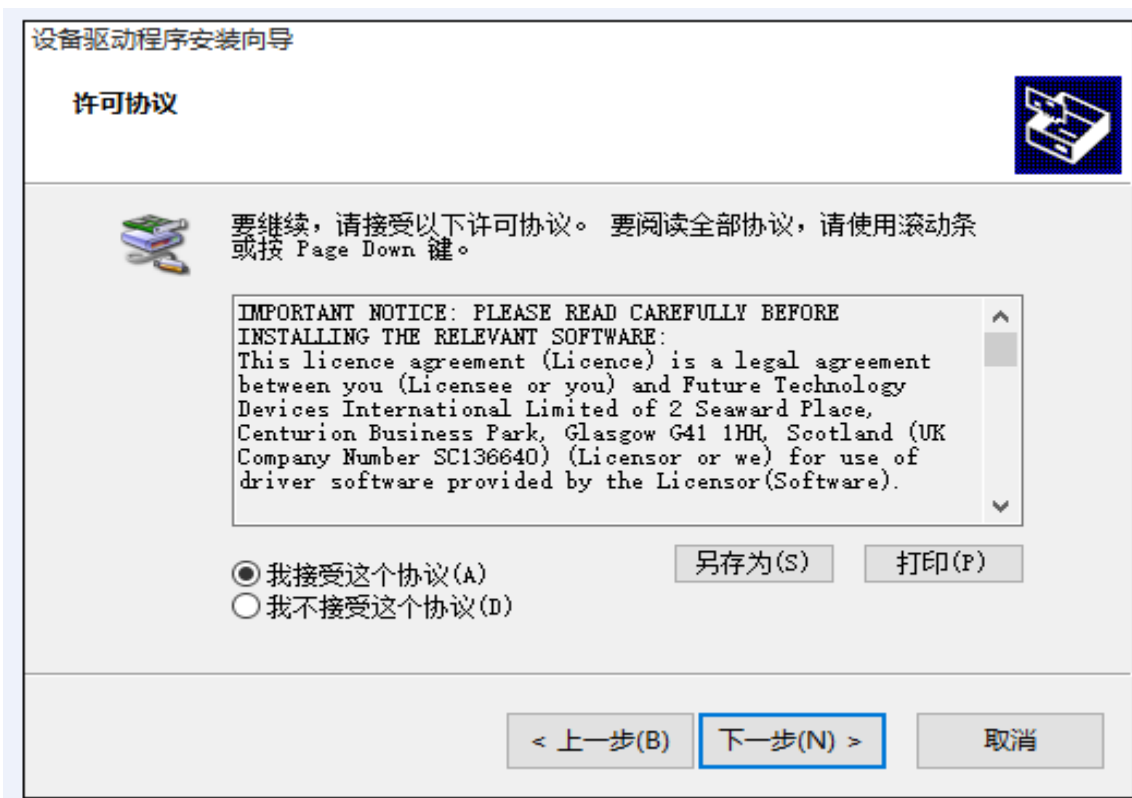 设备驱动程序安装向导
许可协议
要继续，请接受以下许可协议。 要阅读全部协议，请使用滚动条
或按 Page Down 键。
IMPORTANT NOTICE: PLEASE READ CAREFULLY BEFORE
INSTALLING THE RELEVANT SOFTWARE:
This licence agreement (Licence) is a legal agreement
between you (Licensee or you) and Future Technology
Devices International Limited of 2 Seaward Place,
Centurion Business Park, Glasgow G41 1HH, Scotland (UK
Company Number SC136640) (Licensor or we) for use of
driver software provided by the Licensor(Software).
另存为(S) 打印(P)
我接受这个协议(A)
我不接受这个协议(D)
< 上一步(B) 下一步(N) > 取消